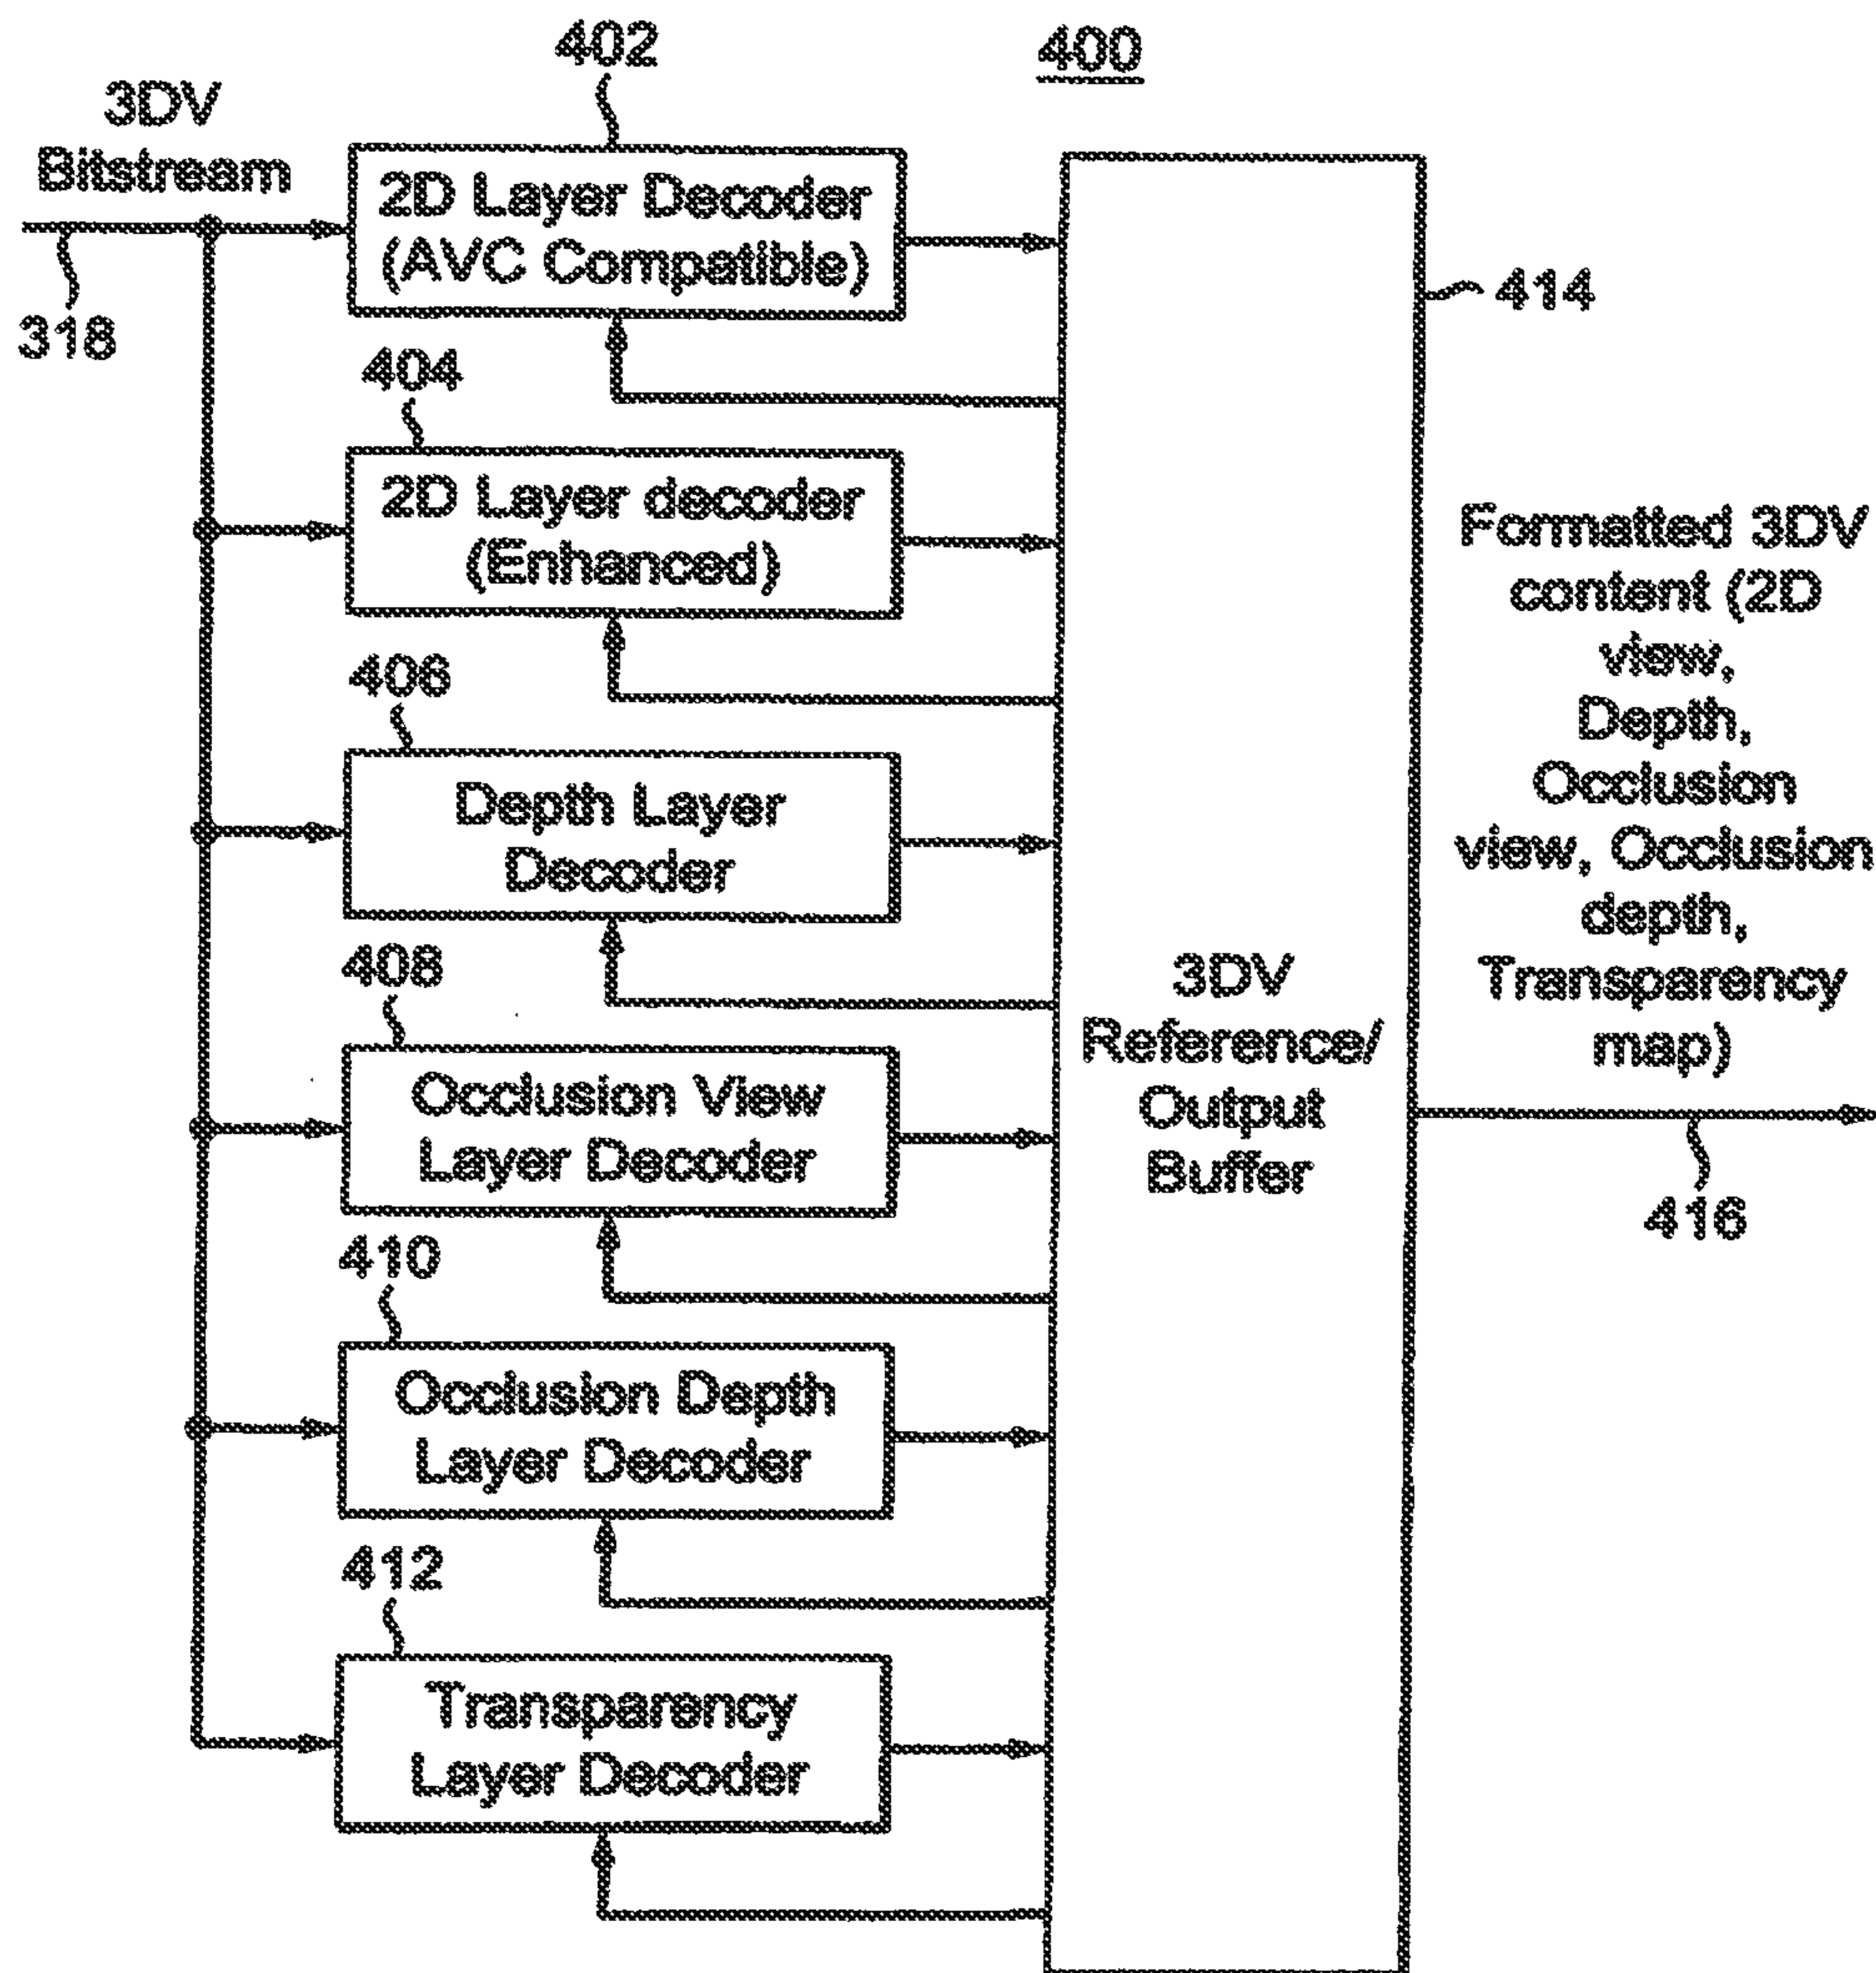 402
400
3DV
Bitstream
2D Layer Decoder
(AVC Compatible)
318
414
404
2D Layer decoder
(Enhanced)
Formatted 3DV
content (2D
view,
Depth,
Occlusion
view, Occlusion
depth,
Transparency
map)
406
Depth Layer
Decoder
408
3DV
Reference/
Output
Buffer
Occlusion View
Layer Decoder
416
410
Occlusion Depth
Layer Decoder
412
Transparency
Layer Decoder